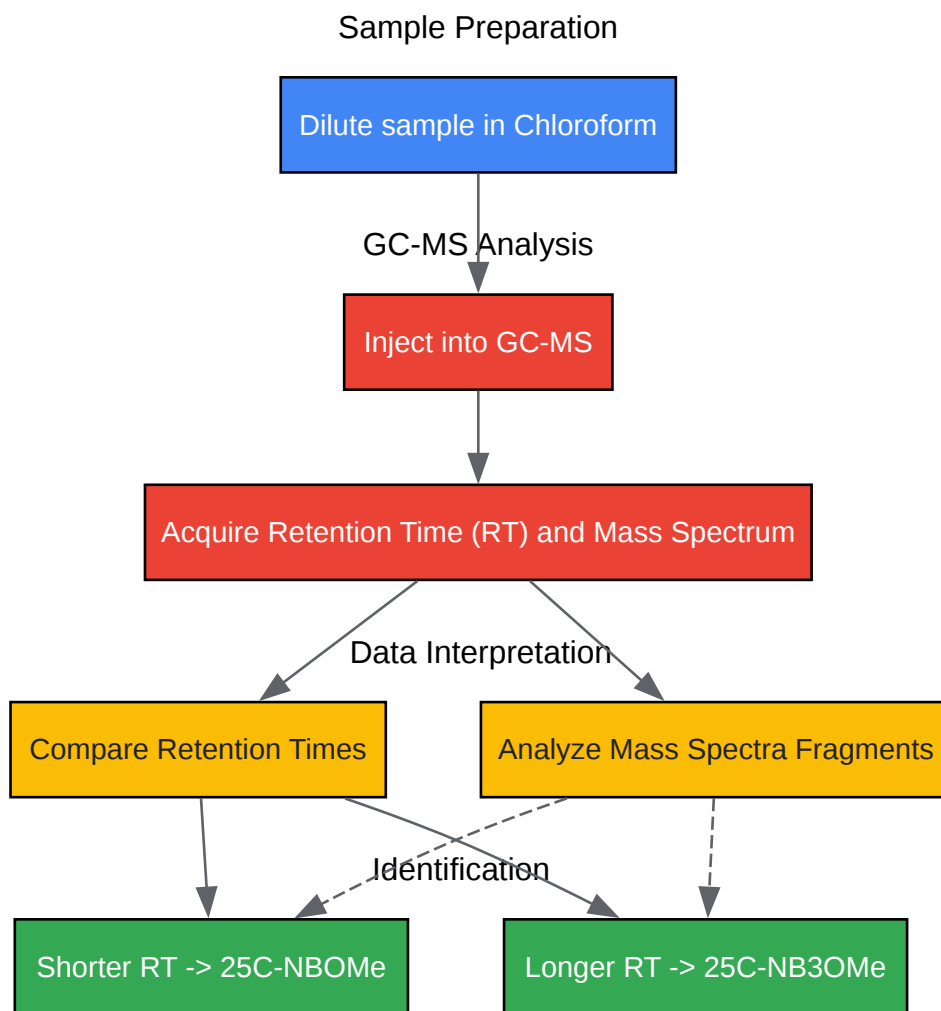 Sample Preparation
Dilute sample in Chloroform
GC-MS Analysis
Inject into GC-MS
Acquire Retention Time (RT) and Mass Spectrum
Data Interpretation
Compare Retention Times
Analyze Mass Spectra Fragments
Identification
Shorter RT -> 25C-NBOMe
Longer RT -> 25C-NB3OMe